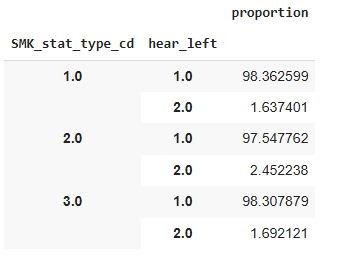 proportion
SMK_stat_type_cd hear_left
1.0 1.0 98.362599
2.0 1.637401
2.0 1.0 97.547762
2.0 2.452238
3.0 1.0 98.307879
2.0 1.692121